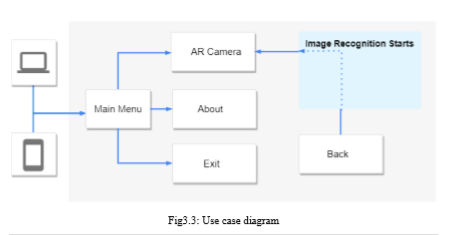 AR Camera
Image Recognition Starts
Main Menu
About
Exit
Back
Fig3.3: Use case diagram